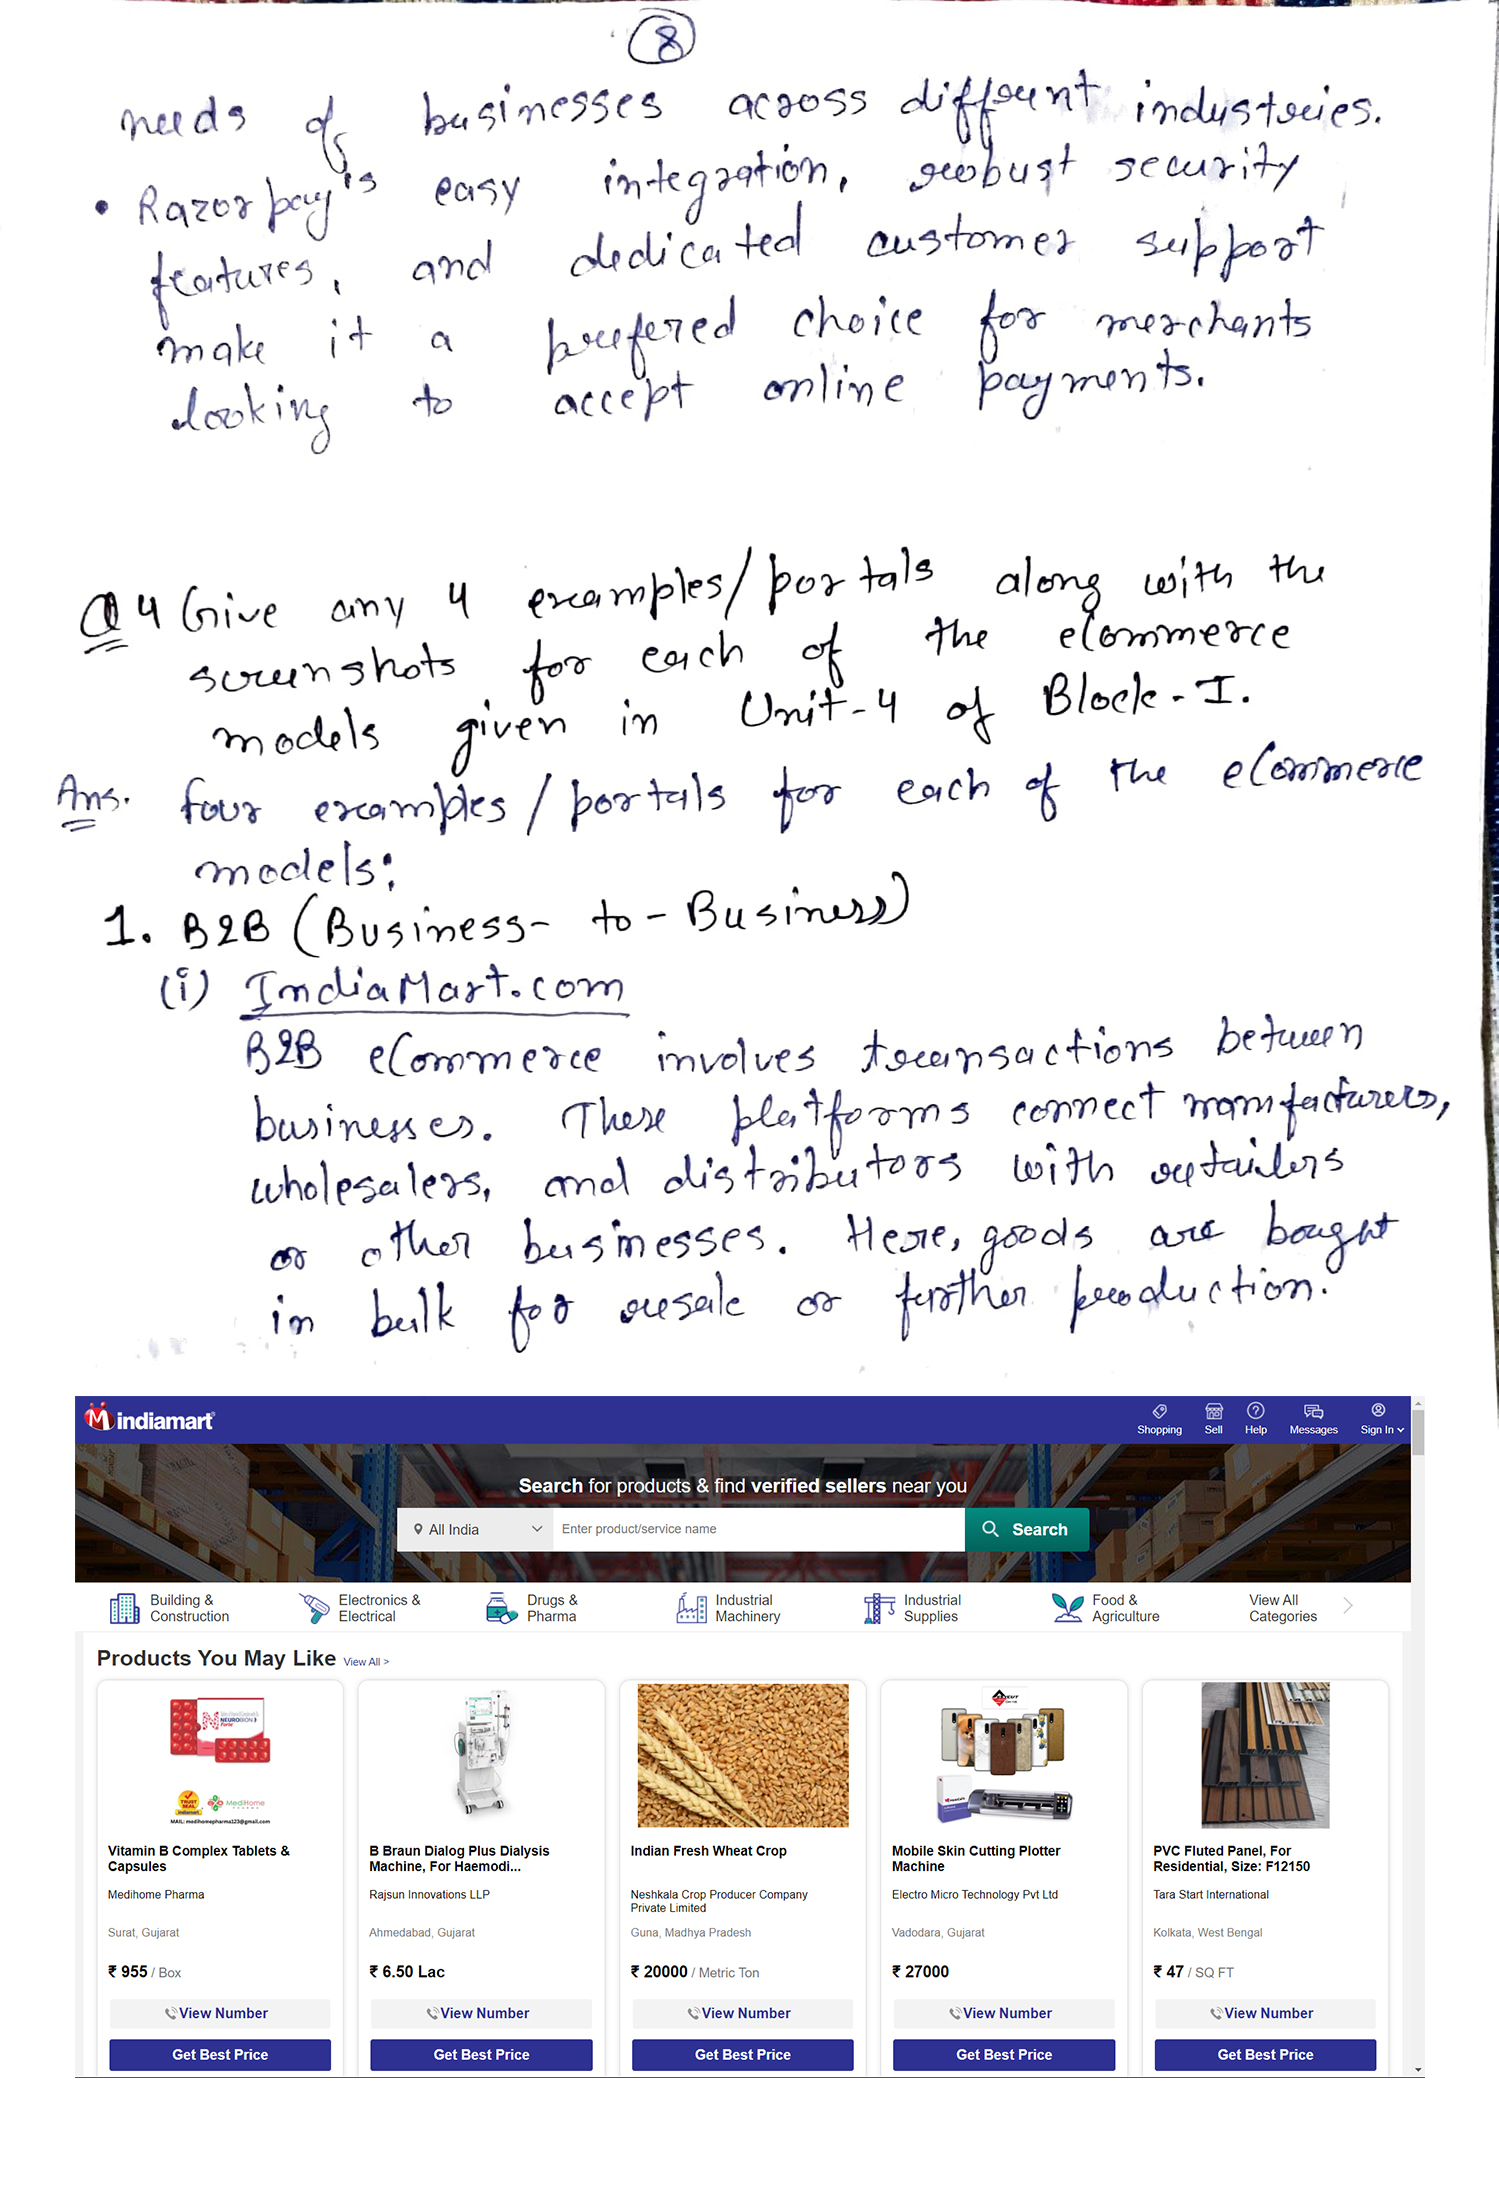 8
needs of businesses across different industries.
• Razorpay's easy integration, robust security
features, and dedicated customer support
make it a prefered choice for merchants
looking to accept online payments.
Q4 Give any 4 examples/portals along with the
screenshots for each of the eCommerce
models given in Unit-4 of Block-I.
Ans. four examples/portals for each of the eCommerce
models:
1. B2B (Business-to-Business)
(i) IndiaMart.com
B2B eCommerce involves transactions between
businesses. These platforms connect manufacturers,
wholesalers, and distributors with retailers
or other businesses. Here, goods are bought
in bulk for resale or further production.
indiamart
Shopping Sell Help Messages Sign In
Search for products & find verified sellers near you
All India Enter product/service name Search
Building & Construction
Electronics & Electrical
Drugs & Pharma
Industrial Machinery
Industrial Supplies
Food & Agriculture
View All Categories
Products You May Like View All >
NEUROBION
Forte
TRUST SEAL
indiamart
MediHome
PHARMA
MAIL: medihomepharma123@gmail.com
Vitamin B Complex Tablets &
Capsules
Medihome Pharma
Surat, Gujarat
₹ 955 / Box
View Number
Get Best Price
B Braun Dialog Plus Dialysis
Machine, For Haemodi...
Rajsun Innovations LLP
Ahmedabad, Gujarat
₹ 6.50 Lac
View Number
Get Best Price
Indian Fresh Wheat Crop
Neshkala Crop Producer Company
Private Limited
Guna, Madhya Pradesh
₹ 20000 / Metric Ton
View Number
Get Best Price
Mobile Skin Cutting Plotter
Machine
Electro Micro Technology Pvt Ltd
Vadodara, Gujarat
₹ 27000
View Number
Get Best Price
PVC Fluted Panel, For
Residential, Size: F12150
Tara Start International
Kolkata, West Bengal
₹ 47 / SQ FT
View Number
Get Best Price